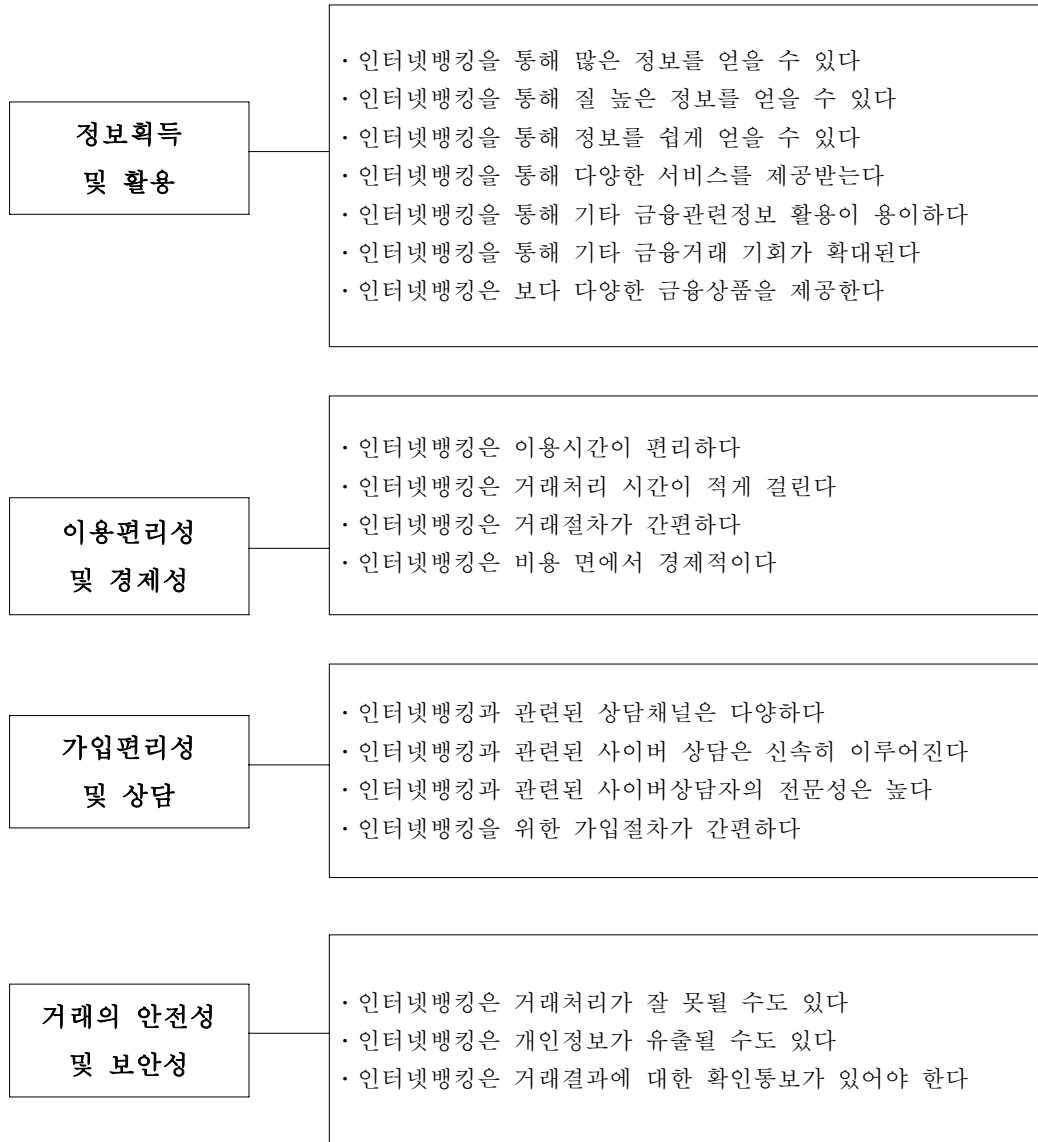 정보획득
및 활용
· 인터넷뱅킹을 통해 많은 정보를 얻을 수 있다
· 인터넷뱅킹을 통해 질 높은 정보를 얻을 수 있다
· 인터넷뱅킹을 통해 정보를 쉽게 얻을 수 있다
· 인터넷뱅킹을 통해 다양한 서비스를 제공받는다
· 인터넷뱅킹을 통해 기타 금융관련정보 활용이 용이하다
· 인터넷뱅킹을 통해 기타 금융거래 기회가 확대된다
· 인터넷뱅킹은 보다 다양한 금융상품을 제공한다
이용편리성
및 경제성
· 인터넷뱅킹은 이용시간이 편리하다
· 인터넷뱅킹은 거래처리 시간이 적게 걸린다
· 인터넷뱅킹은 거래절차가 간편하다
· 인터넷뱅킹은 비용 면에서 경제적이다
가입편리성
및 상담
· 인터넷뱅킹과 관련된 상담채널은 다양하다
· 인터넷뱅킹과 관련된 사이버 상담은 신속히 이루어진다
· 인터넷뱅킹과 관련된 사이버상담자의 전문성은 높다
· 인터넷뱅킹을 위한 가입절차가 간편하다
거래의 안전성
및 보안성
· 인터넷뱅킹은 거래처리가 잘 못될 수도 있다
· 인터넷뱅킹은 개인정보가 유출될 수도 있다
· 인터넷뱅킹은 거래결과에 대한 확인통보가 있어야 한다